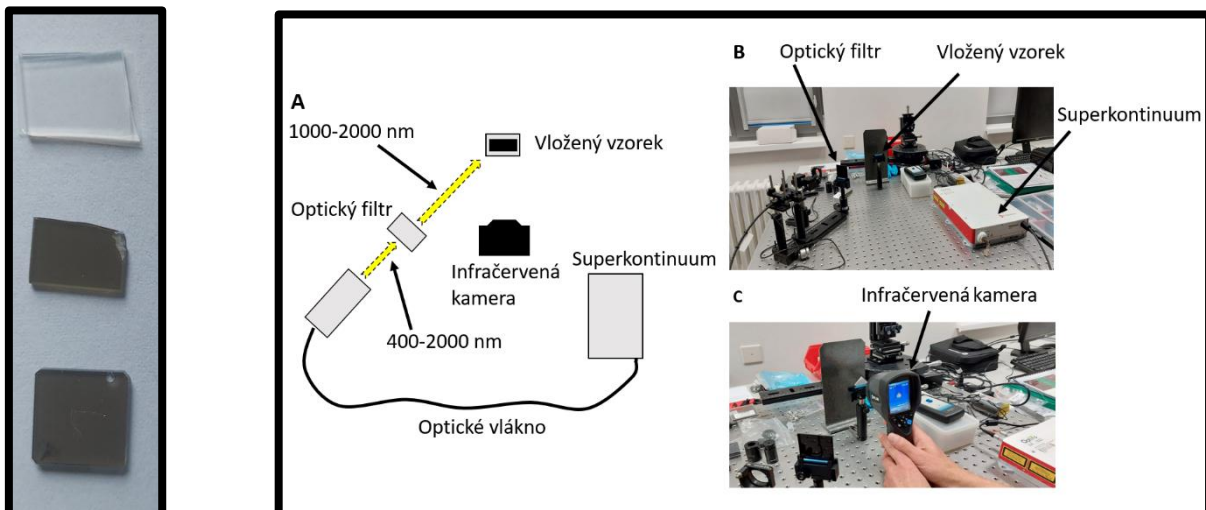 A
1000-2000 nm
Vložený vzorek
Optický filtr
Infračervená
kamera
Superkontinuum
400-2000 nm
Optické vlákno
B
Optický filtr
Vložený vzorek
Superkontinuum
C
Infračervená kamera